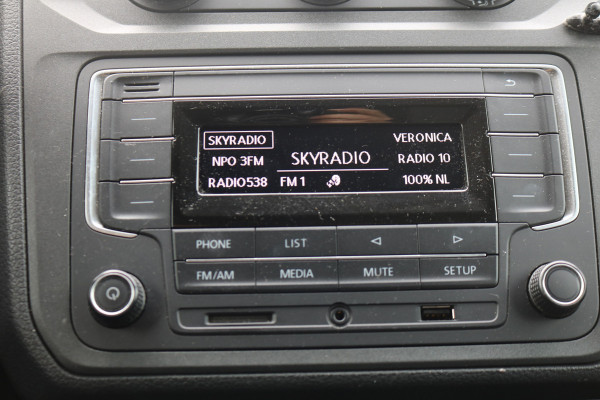 SKYRADIO VERONICA
NPO 3FM SKYRADIO RADIO 10
RADIO538 FM 1 100% NL
PHONE LIST
FM/AM MEDIA MUTE SETUP